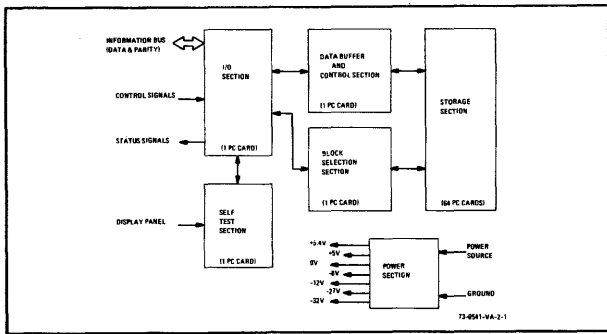 INFORMATION BUS
(DATA & PARITY)
I/O
SECTION
(1 PC CARD)
CONTROL SIGNALS
STATUS SIGNALS
DATA BUFFER
AND
CONTROL SECTION
(1 PC CARD)
BLOCK
SELECTION
SECTION
(1 PC CARD)
STORAGE
SECTION
(64 PC CARDS)
DISPLAY PANEL
SELF
TEST
SECTION
(1 PC CARD)
+5.4V
+5V
0V
-8V
-12V
-27V
-32V
POWER
SECTION
POWER
SOURCE
GROUND
73-0501-VA-2-1